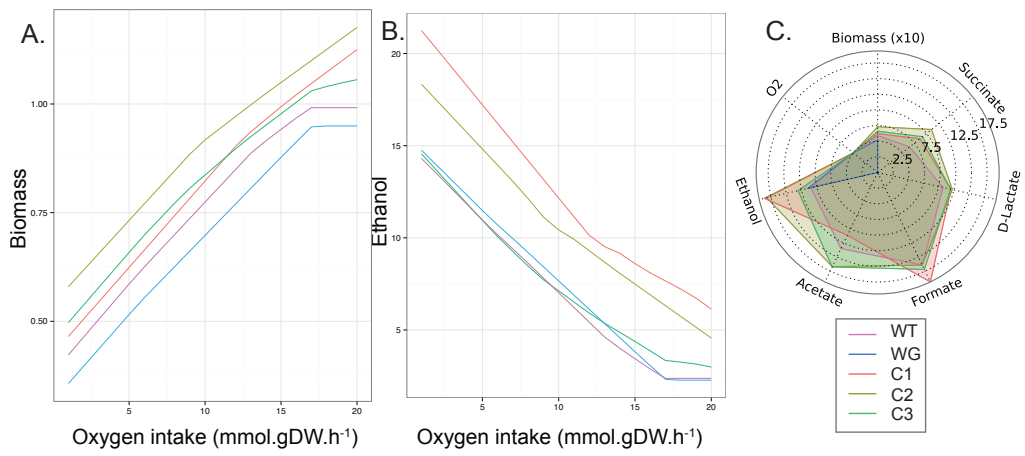 A.
Biomass
1.00
0.75
0.50
5
10
15
20
Oxygen intake (mmol.gDW.h-1)
B.
Ethanol
20
15
10
5
5
10
15
20
Oxygen intake (mmol.gDW.h-1)
C.
Biomass (x10)
Succinate
D-Lactate
Formate
Acetate
Ethanol
O2
2.5
7.5
12.5
17.5
WT
WG
C1
C2
C3